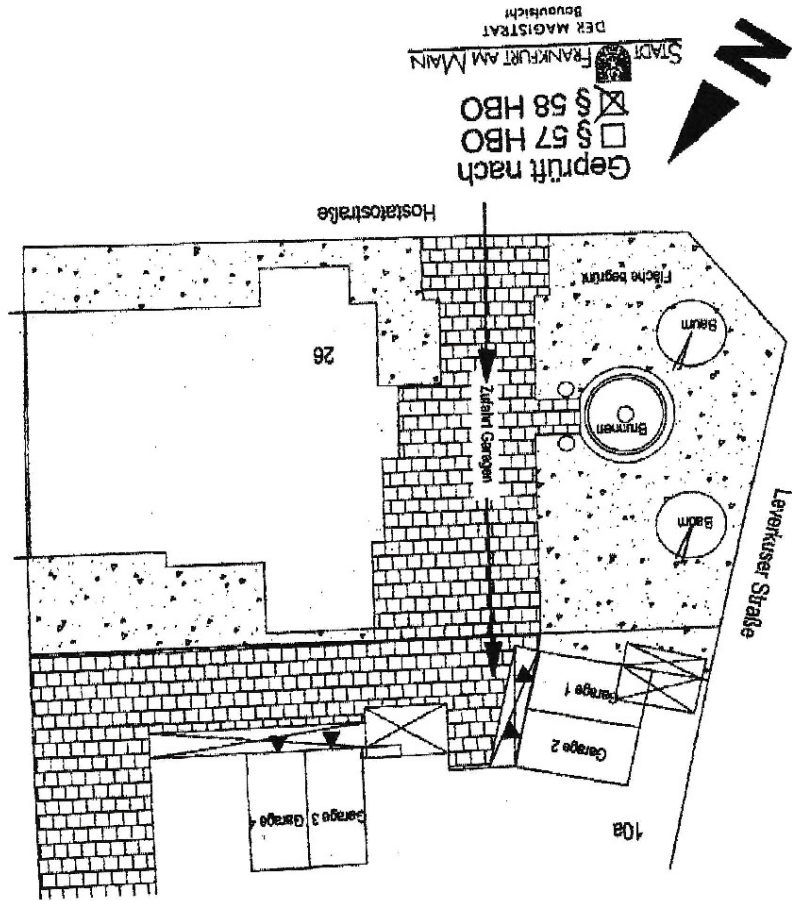 10a
Garage 3
Garage 4
Garage 2
Garage 1
Leverkuser Straße
Baum
Brunnen
Zufahrt Garagen
26
Baum
Fläche begrünt
Hostatostraße
Geprüft nach
§ 57 HBO
§ 58 HBO
STADT FRANKFURT AM MAIN
DER MAGISTRAT
Bauaufsicht
N